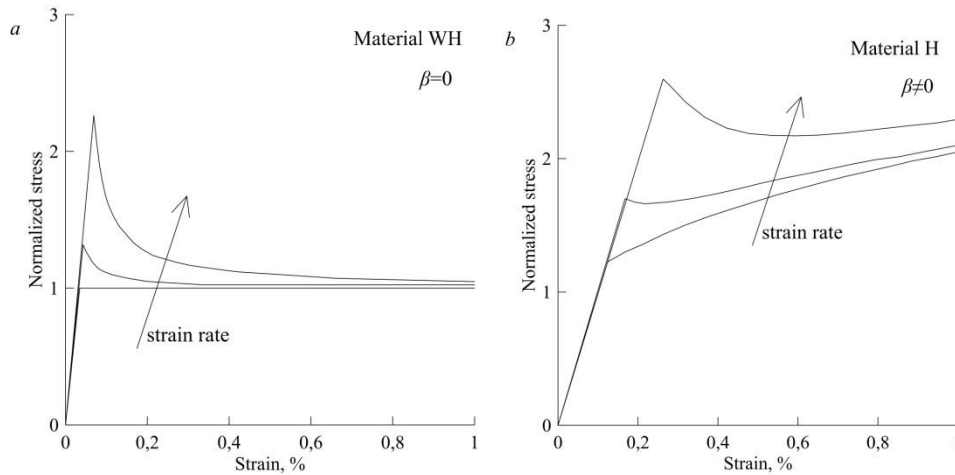 a
3
Material WH
β=0
2
Normalized stress
1
strain rate
0
0 0,2 0,4 0,6 0,8 1
Strain, %
b
3
Material H
β≠0
2
Normalized stress
strain rate
1
0
0 0,2 0,4 0,6 0,8
Strain, %